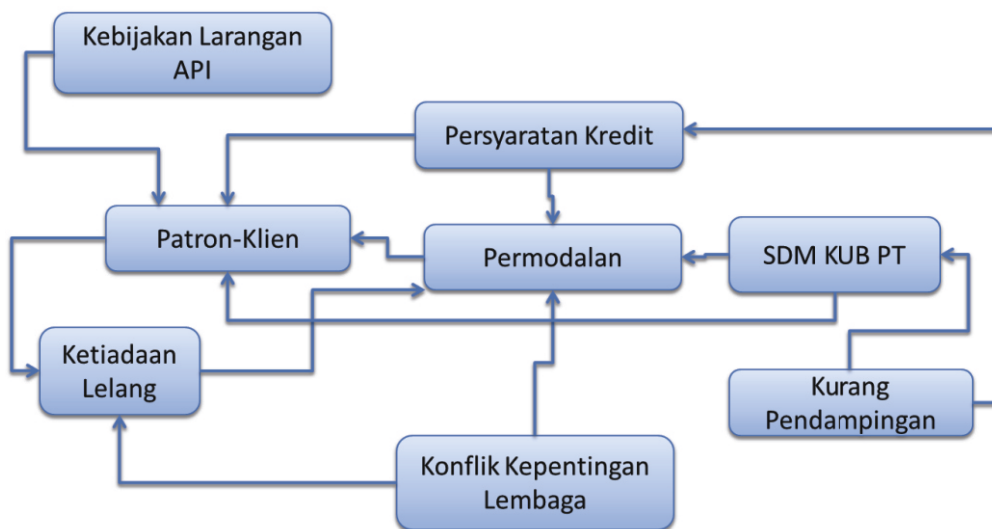 Kebijakan Larangan
API
Persyaratan Kredit
Patron-Klien
Permodalan
SDM KUB PT
Ketiadaan
Lelang
Kurang
Pendampingan
Konflik Kepentingan
Lembaga